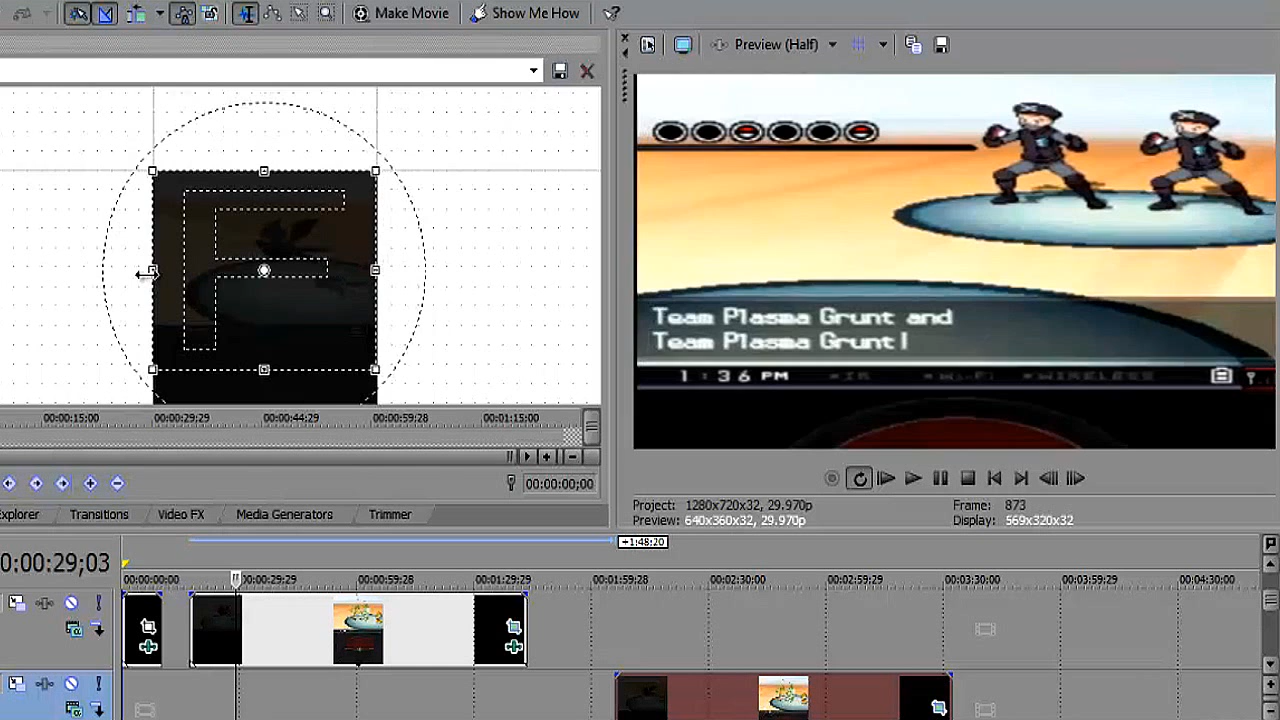 Make Movie
Show Me How
Preview (Half)
Team Plasma Grunt and
Team Plasma Grunt!
1:36 PM
00:00:15:00 00:00:29;29 00:00:44;29 00:00:59;28 00:01:15:00
00:00:00;00
Explorer Transitions Video FX Media Generators Trimmer
Project: 1280x720x32, 29.970p Frame: 873
Preview: 640x360x32, 29.970p Display: 569x320x32
+1:48:20
0:00:29;03
00:00:00:00 00:00:29;29 00:00:59;28 00:01:29;29 00:01:59;28 00:02:30:00 00:02:59;29 00:03:30:00 00:03:59;29 00:04:30:00